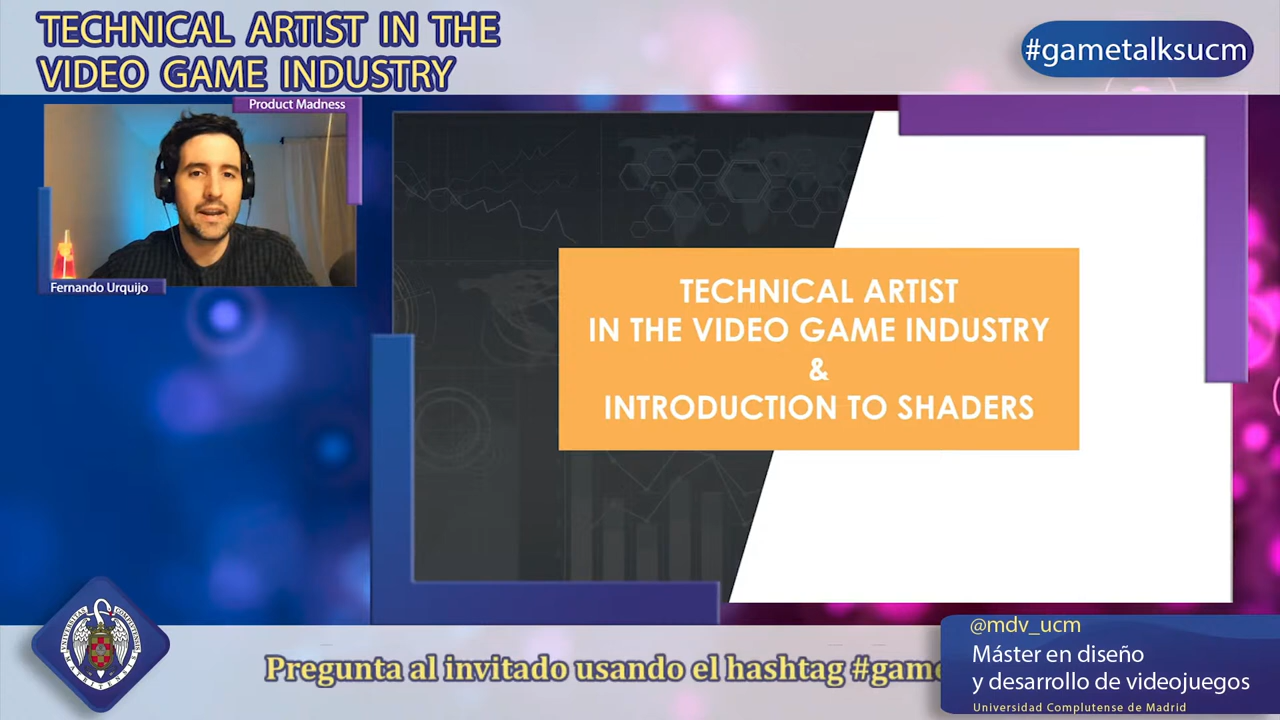 TECHNICAL ARTIST IN THE
VIDEO GAME INDUSTRY
#gametalksucm
Product Madness
Fernando Urquijo
TECHNICAL ARTIST
IN THE VIDEO GAME INDUSTRY
&
INTRODUCTION TO SHADERS
Pregunta al invitado usando el hashtag #game
@mdv_ucm
Máster en diseño
y desarrollo de videojuegos
Universidad Complutense de Madrid